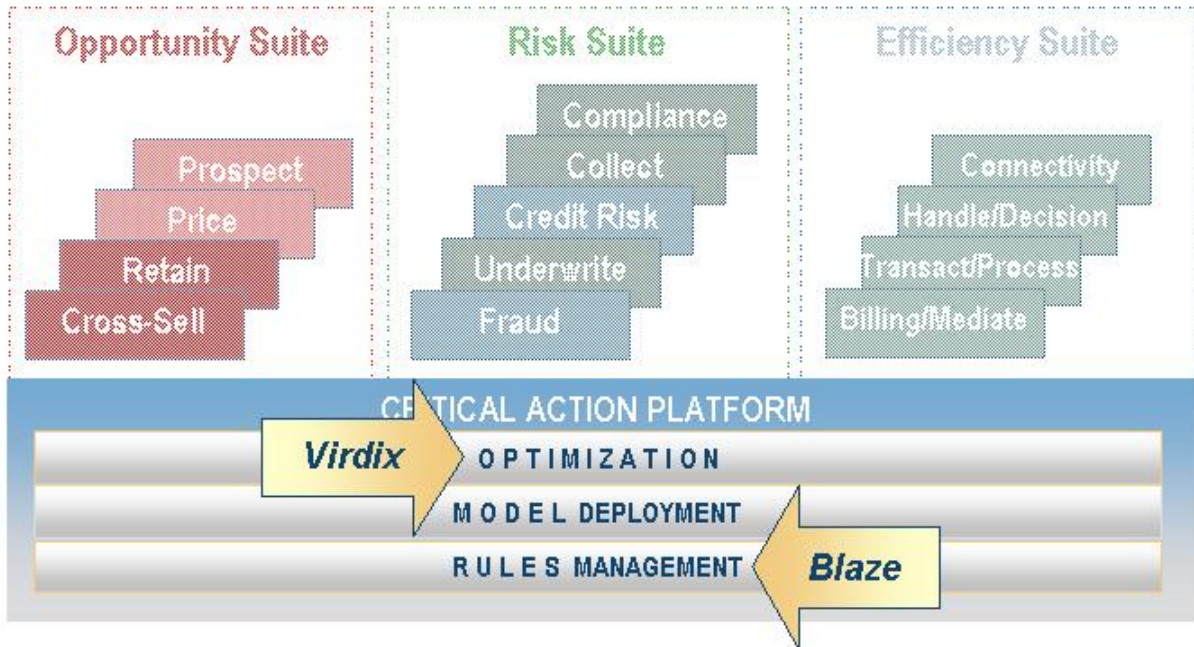 Opportunity Suite
Prospect
Price
Retain
Cross-Sell
Risk Suite
Compliance
Collect
Credit Risk
Underwrite
Fraud
Efficiency Suite
Connectivity
Handle/Decision
Transact/Process
Billing/Mediate
CRITICAL ACTION PLATFORM
Virdix
OPTIMIZATION
MODEL DEPLOYMENT
RULES MANAGEMENT
Blaze